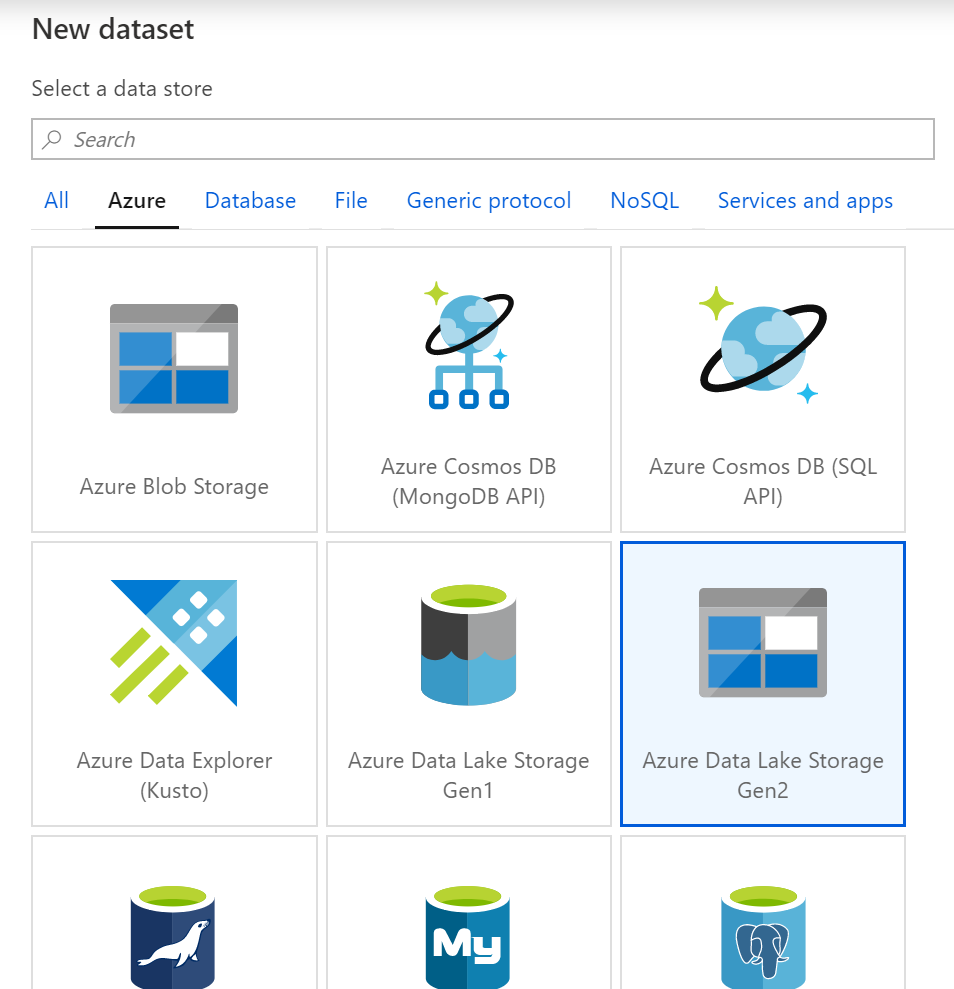 New dataset
Select a data store
Search
All Azure Database File Generic protocol NoSQL Services and apps
Azure Blob Storage
Azure Cosmos DB
(MongoDB API)
Azure Cosmos DB (SQL
API)
Azure Data Explorer
(Kusto)
Azure Data Lake Storage
Gen1
Azure Data Lake Storage
Gen2
My